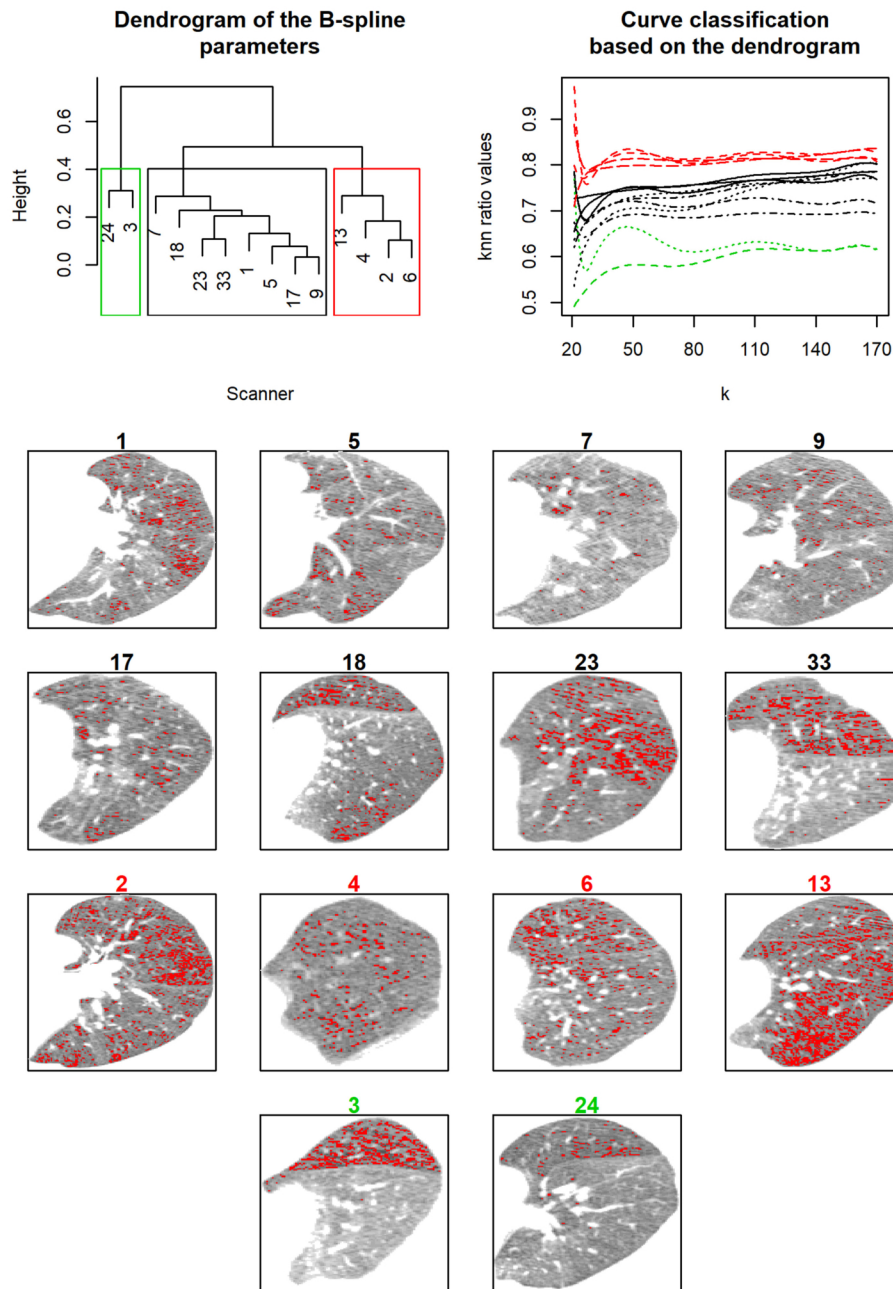 Dendrogram of the B-spline
parameters
Curve classification
based on the dendrogram
Height
0.0 0.2 0.4 0.6
24 3 18 23 33 1 5 17 9 13 4 2 6
Scanner
knn ratio values
0.5 0.6 0.7 0.8 0.9
20 50 80 110 140 170
k
1 5 7 9
17 18 23 33
2 4 6 13
3 24